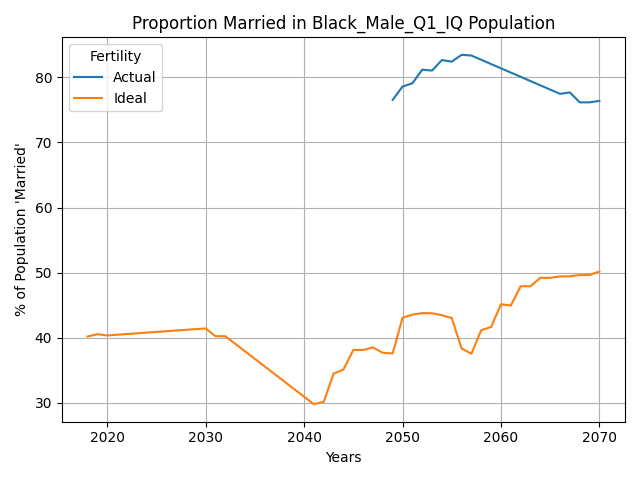 Proportion Married in Black_Male_Q1_IQ Population
Fertility
Actual
Ideal
% of Population 'Married'
80
70
60
50
40
30
2020 2030 2040 2050 2060 2070
Years